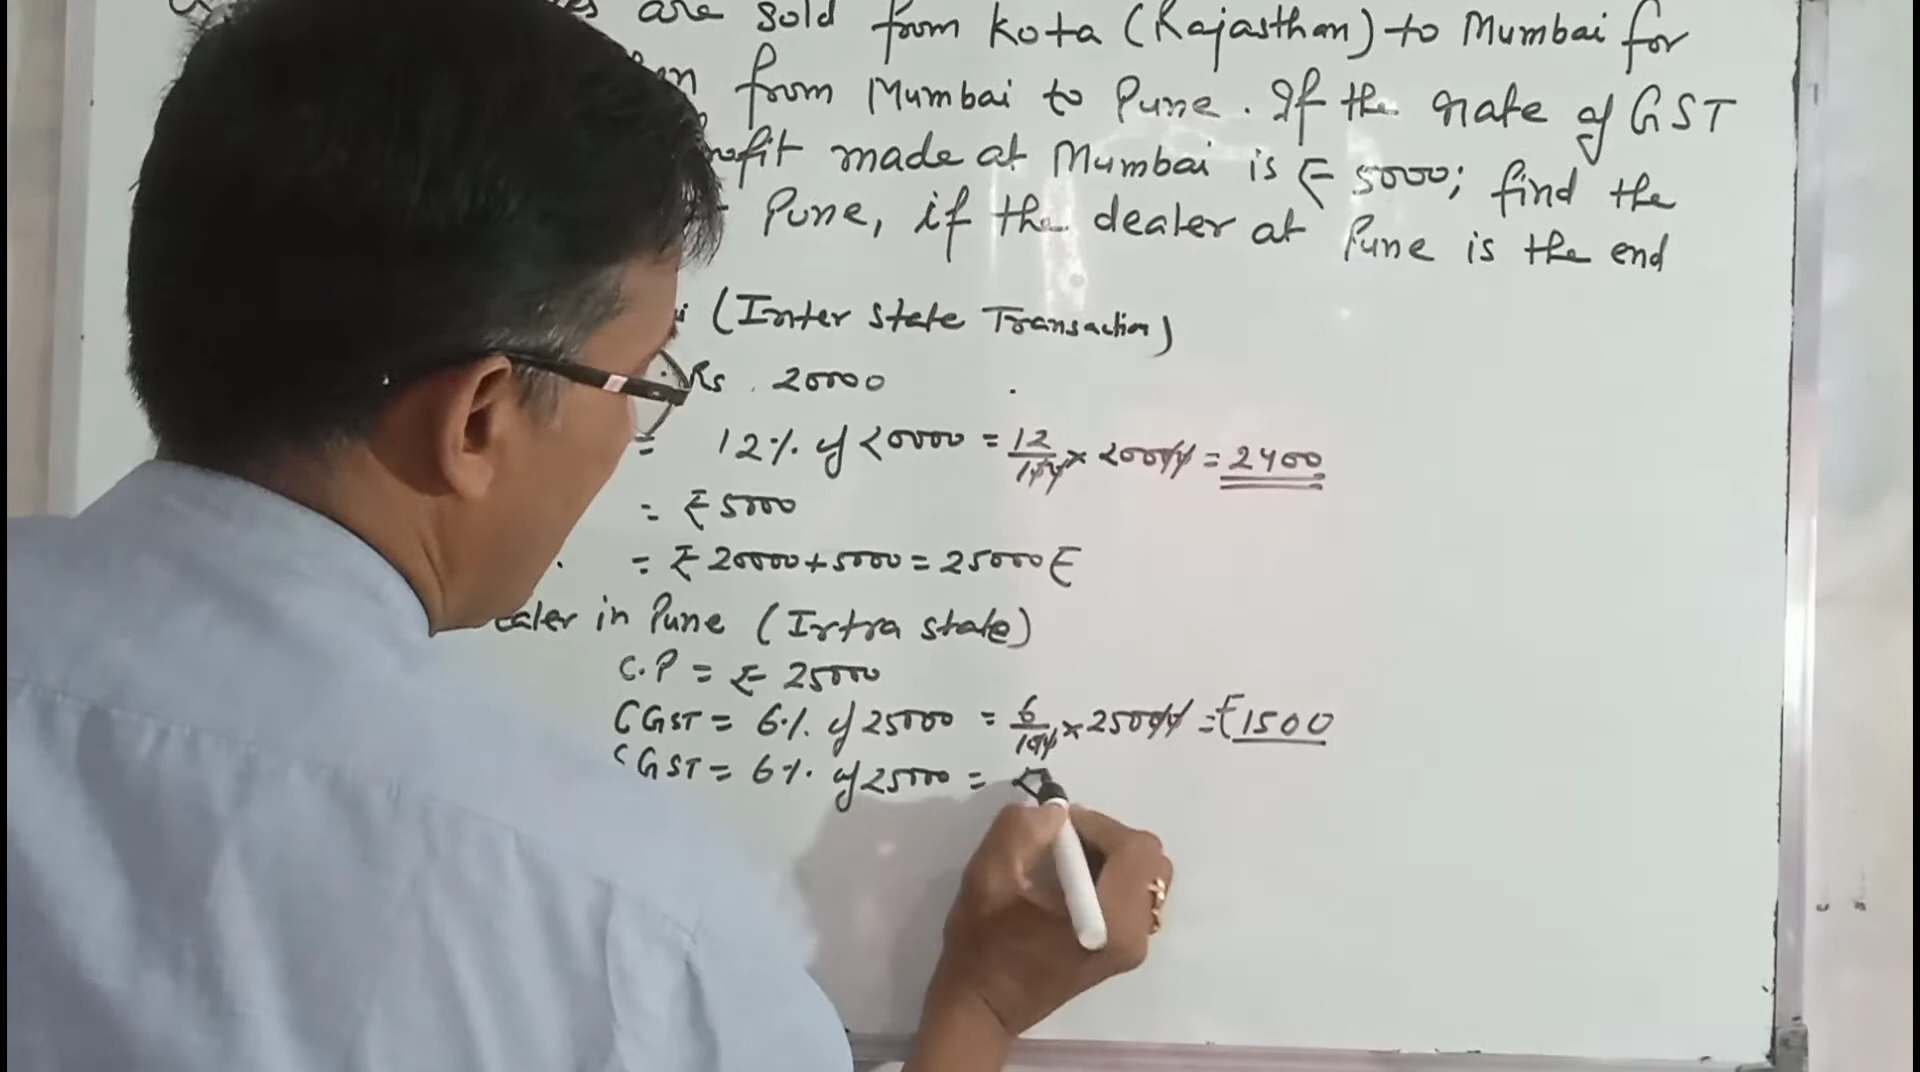 are sold from Kota (Rajasthan) to Mumbai for
from Mumbai to Pune. If the rate of GST
made at Mumbai is ₹ 5000; find the
Pune, if the dealer at Pune is the end
(Inter state Transaction)
Rs. 20000
= 12% of 20000 = 12/100 × 20000 = 2400
= ₹ 5000
= ₹ 20000 + 5000 = 25000 ₹
in Pune (Intra state)
C.P = ₹ 25000
CGST = 6% of 25000 = 6/100 × 25000 = ₹ 1500
GST = 6% of 25000 =